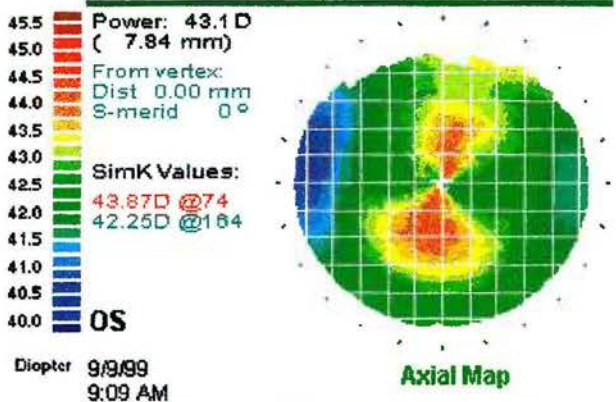 45.5
45.0
44.5
44.0
43.5
43.0
42.5
42.0
41.5
41.0
40.5
40.0
Diopter
Power: 43.1 D
( 7.84 mm)
From vertex:
Dist 0.00 mm
S-merid 0°
SimK Values:
43.87D @74
42.25D @164
OS
9/9/99
9:09 AM
Axial Map